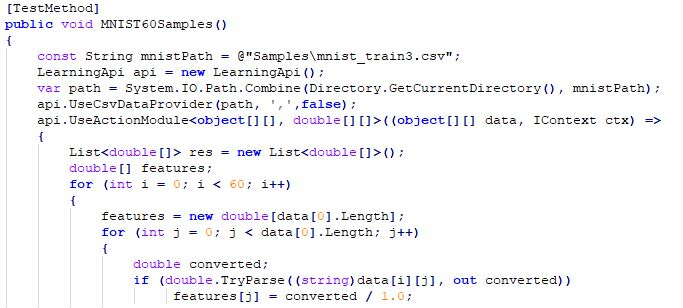 [TestMethod]
public void MNIST60Samples()
{
const String mnistPath = @"Samples\mnist_train3.csv";
LearningApi api = new LearningApi();
var path = System.IO.Path.Combine(Directory.GetCurrentDirectory(), mnistPath);
api.UseCsvDataProvider(path, ',',false);
api.UseActionModule<object[][], double[][]>((object[][] data, IContext ctx) =>
{
List<double[]> res = new List<double[]>();
double[] features;
for (int i = 0; i < 60; i++)
{
features = new double[data[0].Length];
for (int j = 0; j < data[0].Length; j++)
{
double converted;
if (double.TryParse((string)data[i][j], out converted))
features[j] = converted / 1.0;